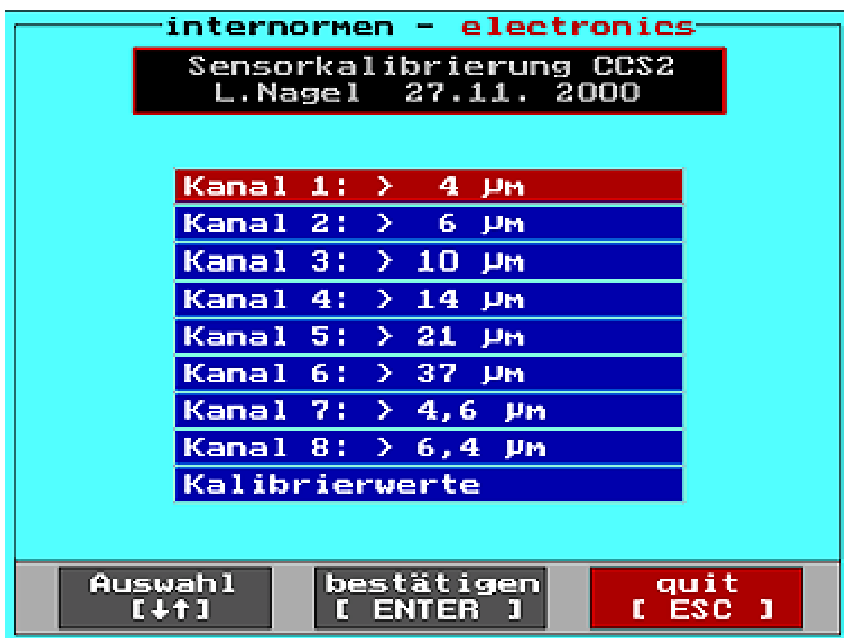 internormen - electronics
Sensorkalibrierung CCS2
L.Nagel 27.11. 2000
Kanal 1: > 4 µm
Kanal 2: > 6 µm
Kanal 3: > 10 µm
Kanal 4: > 14 µm
Kanal 5: > 21 µm
Kanal 6: > 37 µm
Kanal 7: > 4,6 µm
Kanal 8: > 6,4 µm
Kalibrierwerte
Auswahl
[↓↑]
bestätigen
[ ENTER ]
quit
[ ESC ]